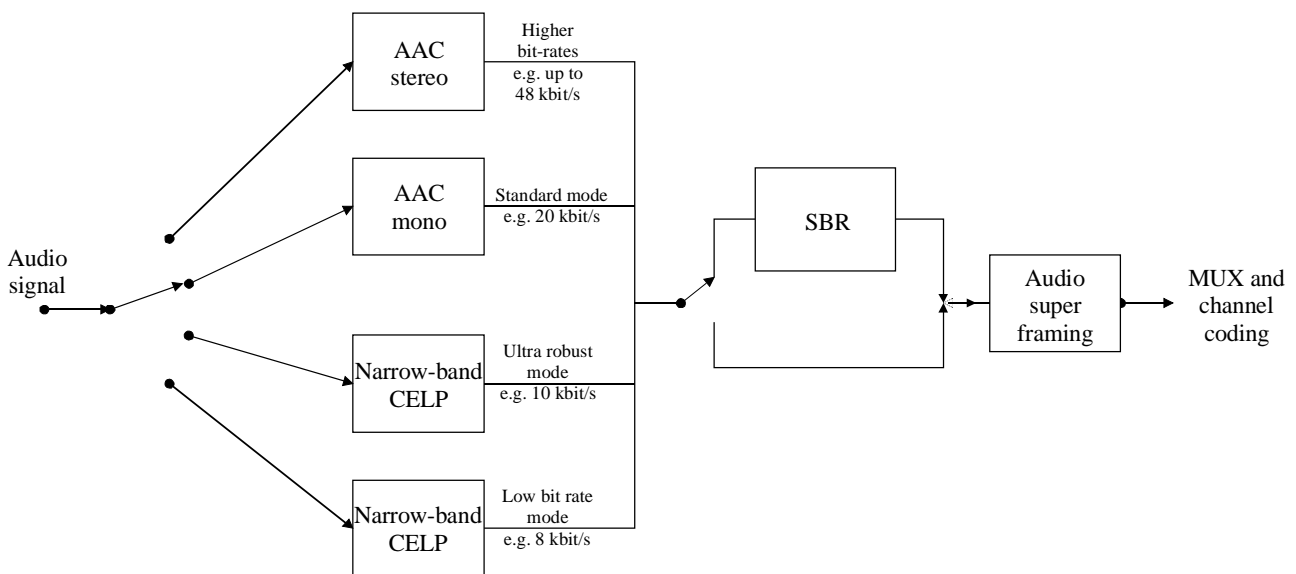 Audio
signal
AAC
stereo
Higher
bit-rates
e.g. up to
48 kbit/s
AAC
mono
Standard mode
e.g. 20 kbit/s
Narrow-band
CELP
Ultra robust
mode
e.g. 10 kbit/s
Narrow-band
CELP
Low bit rate
mode
e.g. 8 kbit/s
SBR
Audio
super
framing
MUX and
channel
coding